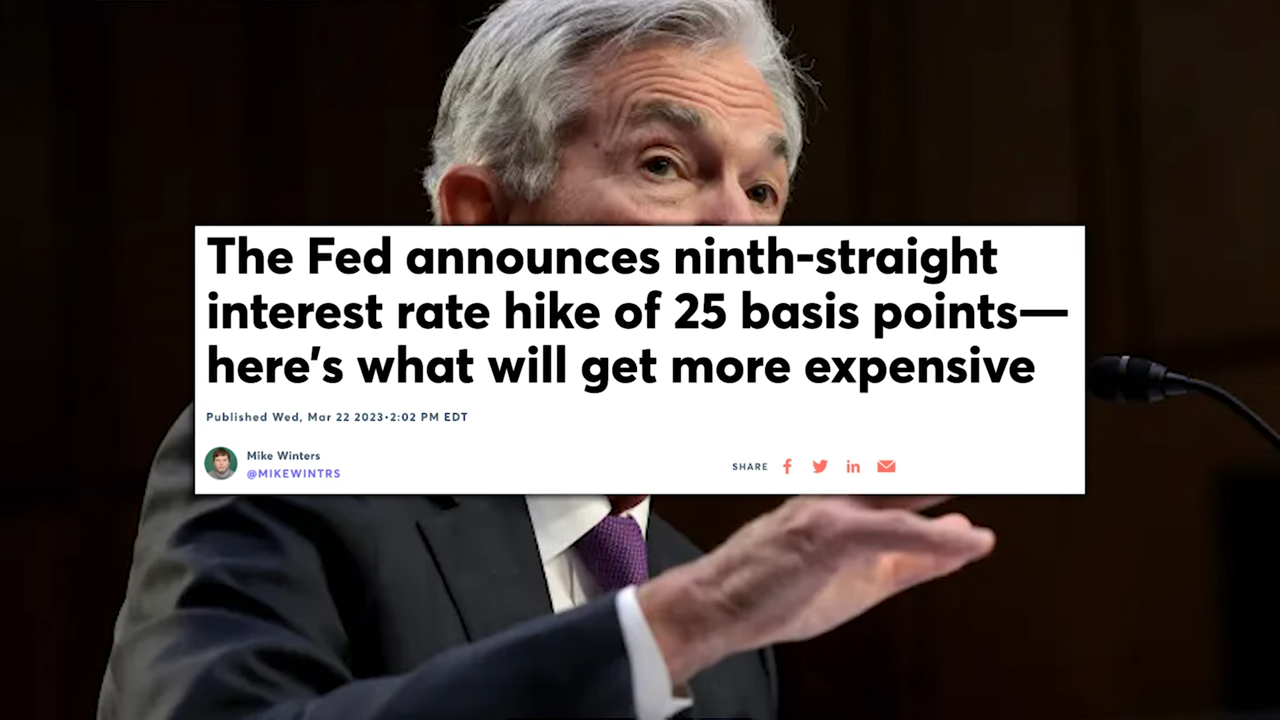 The Fed announces ninth-straight
interest rate hike of 25 basis points—
here's what will get more expensive
Published Wed, Mar 22 2023•2:02 PM EDT
Mike Winters
@MIKEWINTRS
SHARE